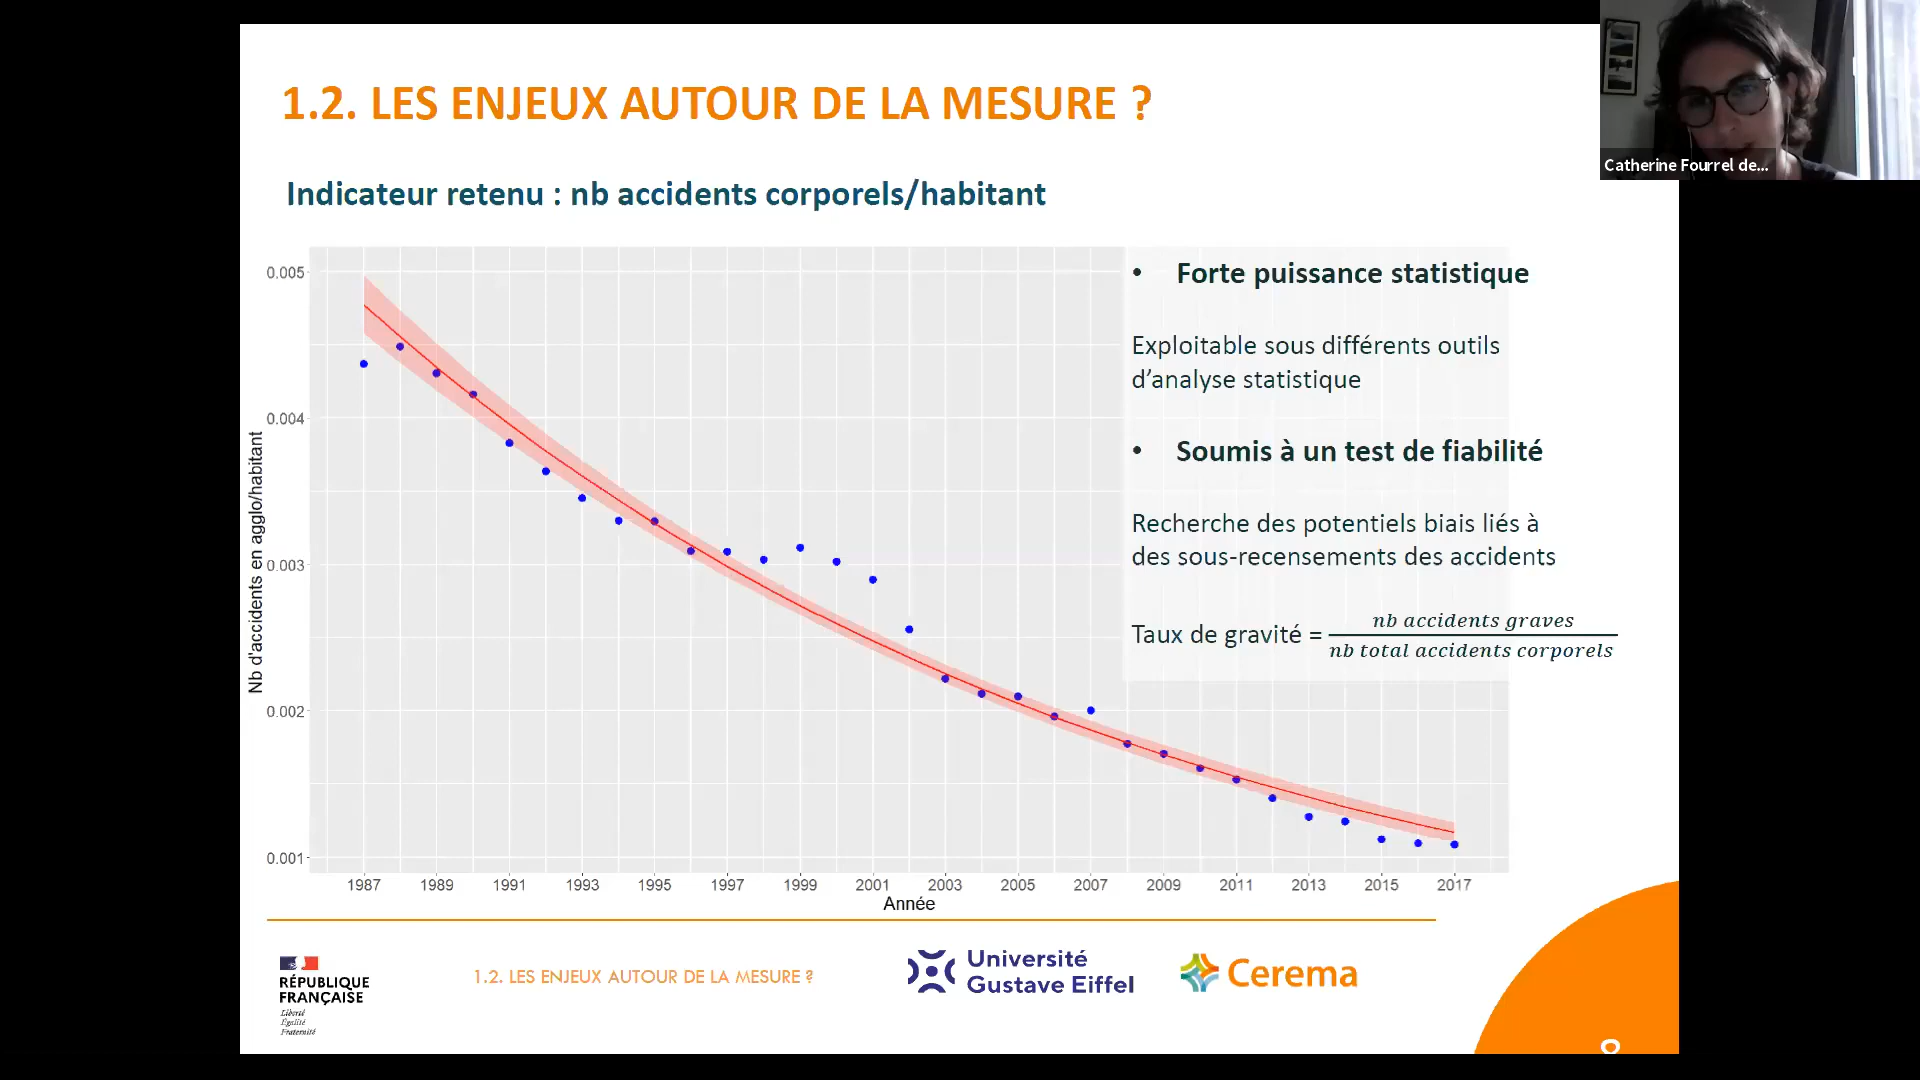 1.2. LES ENJEUX AUTOUR DE LA MESURE ?
Catherine Fourrel de...
Indicateur retenu : nb accidents corporels/habitant
• Forte puissance statistique
Exploitable sous différents outils
d’analyse statistique
• Soumis à un test de fiabilité
Recherche des potentiels biais liés à
des sous-recensements des accidents
Taux de gravité = nb accidents graves
nb total accidents corporels
Nb d'accidents en agglo/habitant
0.005
0.004
0.003
0.002
0.001
1987 1989 1991 1993 1995 1997 1999 2001 2003 2005 2007 2009 2011 2013 2015 2017
Année
RÉPUBLIQUE
FRANÇAISE
Liberté
Égalité
Fraternité
1.2. LES ENJEUX AUTOUR DE LA MESURE ?
Université
Gustave Eiffel
Cerema